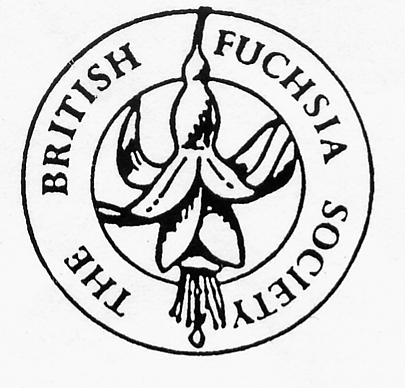 THE BRITISH FUCHSIA SOCIETY